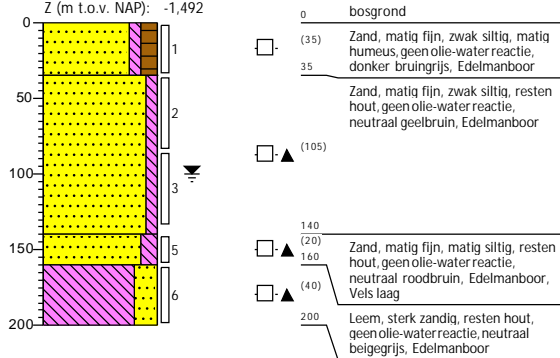 Z (m t.o.v. NAP): -1,492
0
50
100
150
200
1
2
3
5
6
0
bosgrond
(35)
35
Zand, matig fijn, zwak siltig, matig
humeus, geen olie-water reactie,
donker bruingrijs, Edelmanboor
Zand, matig fijn, zwak siltig, resten
hout, geen olie-water reactie,
neutraal geelbruin, Edelmanboor
(105)
140
(20)
160
Zand, matig fijn, matig siltig, resten
hout, geen olie-water reactie,
neutraal roodbruin, Edelmanboor,
Vels laag
(40)
200
Leem, sterk zandig, resten hout,
geen olie-water reactie, neutraal
beigegrijs, Edelmanboor